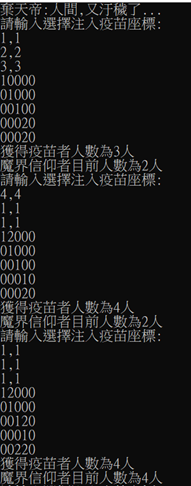 棄天帝:人間,又汙穢了...
請輸入選擇注入疫苗座標:
1,1
2,2
3,3
10000
01000
00100
00020
00020
獲得疫苗者人數為3人
魔界信仰者目前人數為2人
請輸入選擇注入疫苗座標:
4,4
1,1
1,1
12000
01000
00100
00010
00020
獲得疫苗者人數為4人
魔界信仰者目前人數為2人
請輸入選擇注入疫苗座標:
1,1
1,1
1,1
12000
01000
00120
00010
00220
獲得疫苗者人數為4人
魔界信仰者目前人數為4人